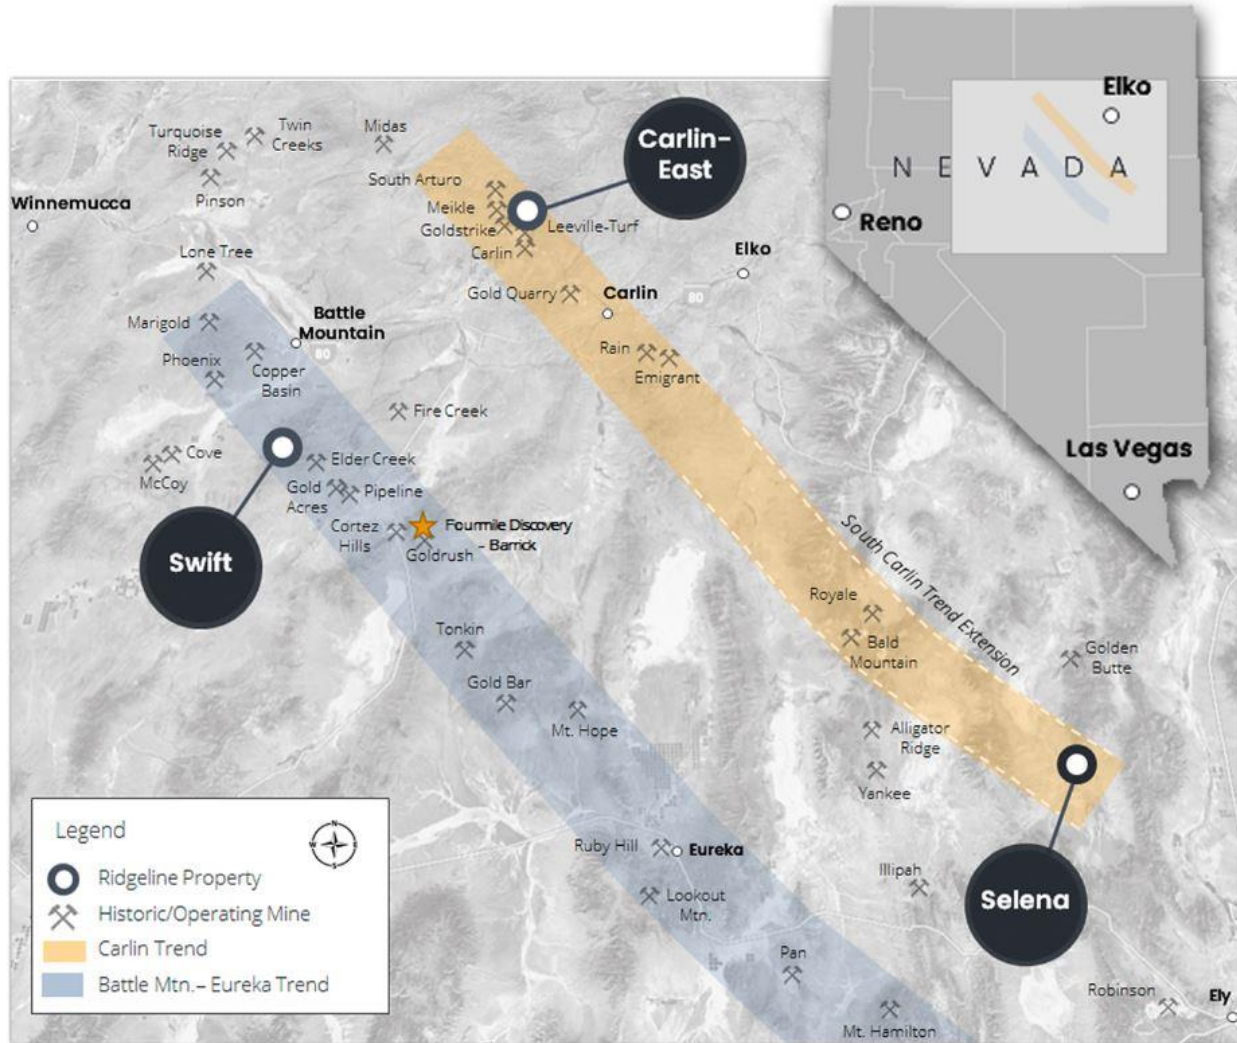 Elko
NEVADA
Reno
Las Vegas
Carlin-
East
Turquoise
Ridge
Twin
Creeks
Midas
Pinson
South Arturo
Meikle
Goldstrike
Leeville-Turf
Carlin
Winnemucca
Lone Tree
Elko
Gold Quarry
Carlin
80
Marigold
Battle
Mountain
80
Phoenix
Copper
Basin
Rain
Emigrant
Fire Creek
Cove
McCoy
Elder Creek
Gold
Acres
Pipeline
Swift
Cortez
Hills
Fourmile Discovery
– Barrick
Goldrush
South Carlin Trend Extension
Royale
Bald
Mountain
Golden
Butte
Tonkin
Gold Bar
Mt. Hope
Alligator
Ridge
Yankee
Ruby Hill
Eureka
Lookout
Mtn.
Illipah
Selena
Pan
Mt. Hamilton
Robinson
Ely
Legend
N
E
S
W
Ridgeline Property
Historic/Operating Mine
Carlin Trend
Battle Mtn.– Eureka Trend